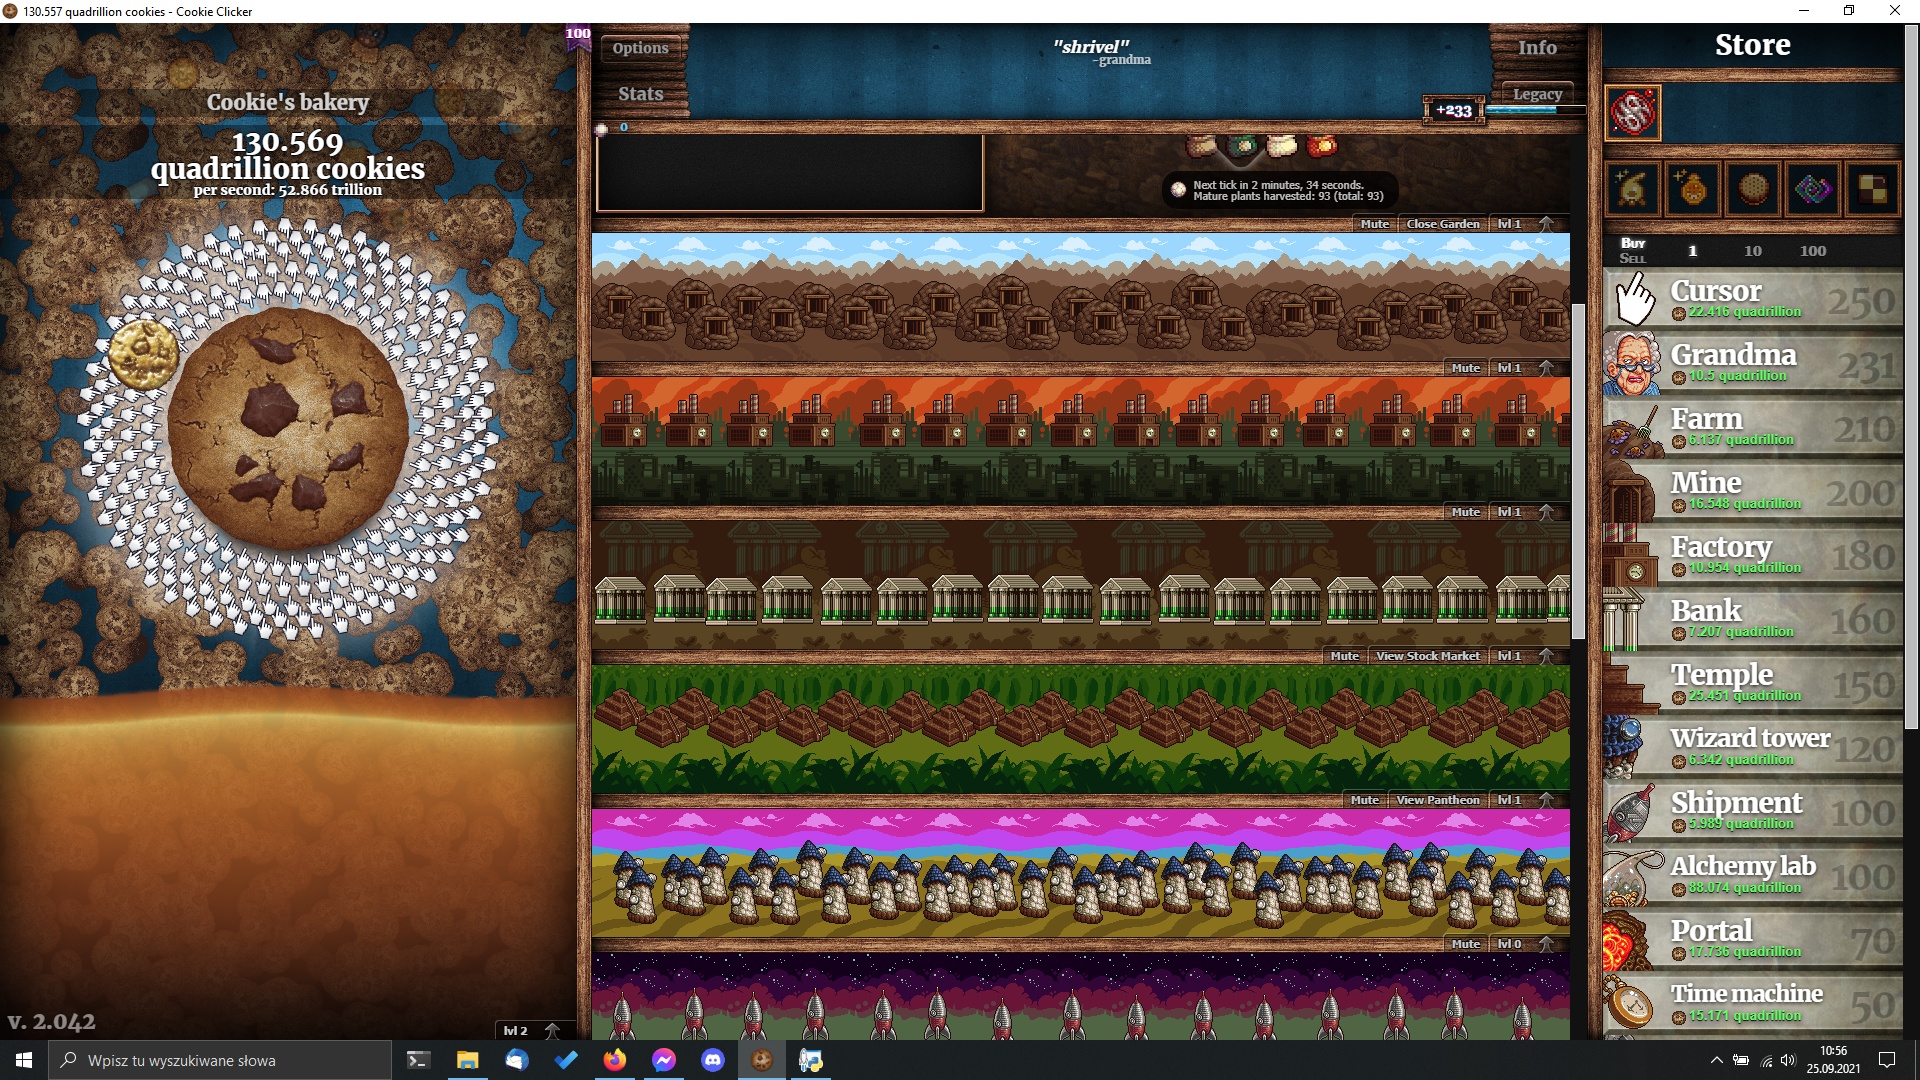 130.557 quadrillion cookies - Cookie Clicker
100
Options
Stats
0
"shrivel"
-grandma
Info
Legacy
+233
Store
Cookie's bakery
130.569
quadrillion cookies
per second: 52.866 trillion
v. 2.042
lvl 2
Next tick in 2 minutes, 34 seconds.
Mature plants harvested: 93 (total: 93)
Mute Close Garden lvl 1
Mute lvl 1
Mute lvl 1
Mute View Stock Market lvl 1
Mute View Pantheon lvl 1
Mute lvl 0
Buy
Sell
1 10 100
Cursor 250
22.416 quadrillion
Grandma 231
10.5 quadrillion
Farm 210
6.137 quadrillion
Mine 200
16.548 quadrillion
Factory 180
10.954 quadrillion
Bank 160
7.207 quadrillion
Temple 150
25.451 quadrillion
Wizard tower 120
6.342 quadrillion
Shipment 100
5.989 quadrillion
Alchemy lab 100
88.074 quadrillion
Portal 70
17.736 quadrillion
Time machine 50
15.171 quadrillion
Wpisz tu wyszukiwane słowa
10:56
25.09.2021